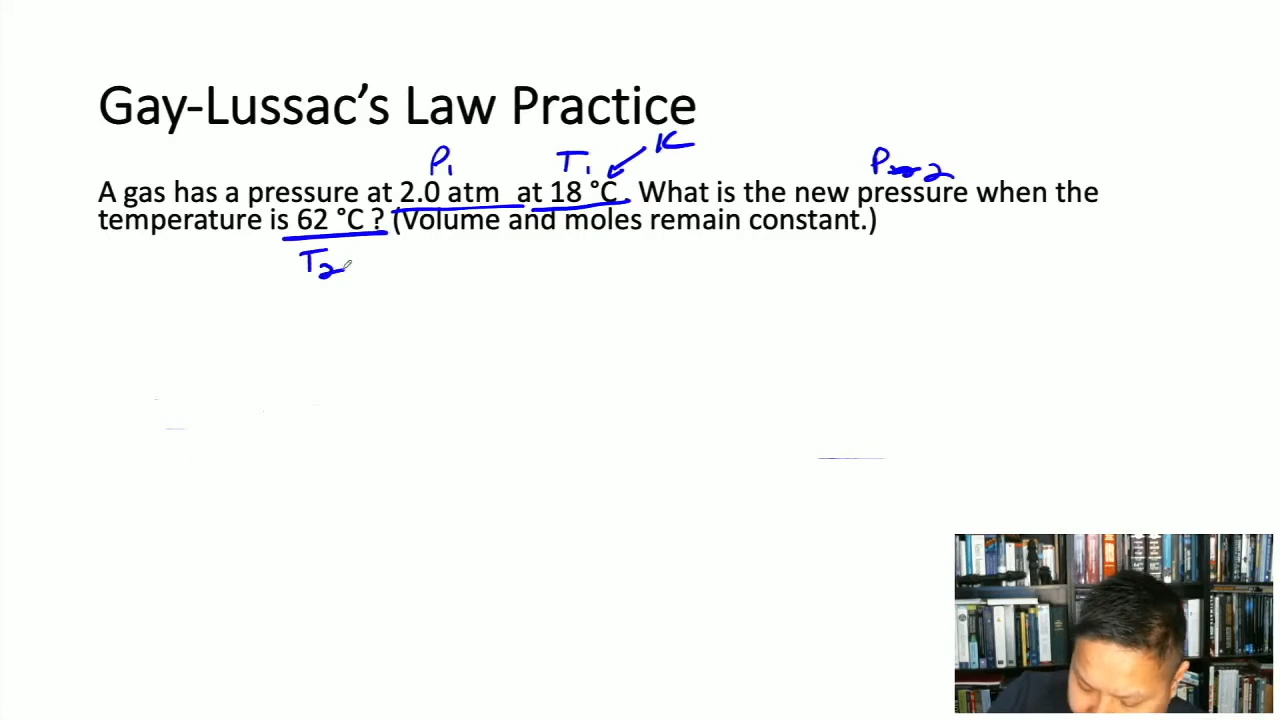 Gay-Lussac's Law Practice
P₁ T₁ K P 2
A gas has a pressure at 2.0 atm at 18 °C. What is the new pressure when the
temperature is 62 °C ? (Volume and moles remain constant.)
T₂